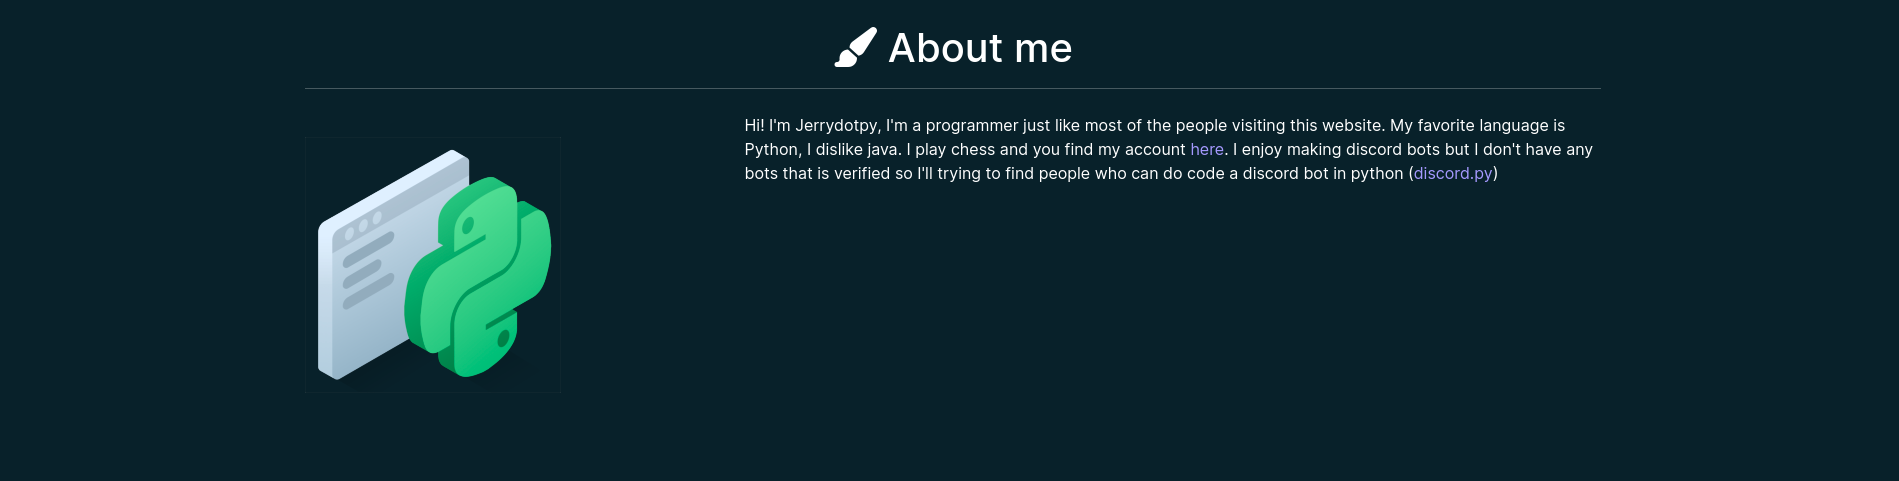 About me
Hi! I'm Jerrydotpy, I'm a programmer just like most of the people visiting this website. My favorite language is
Python, I dislike java. I play chess and you find my account here. I enjoy making discord bots but I don't have any
bots that is verified so I'll trying to find people who can do code a discord bot in python (discord.py)